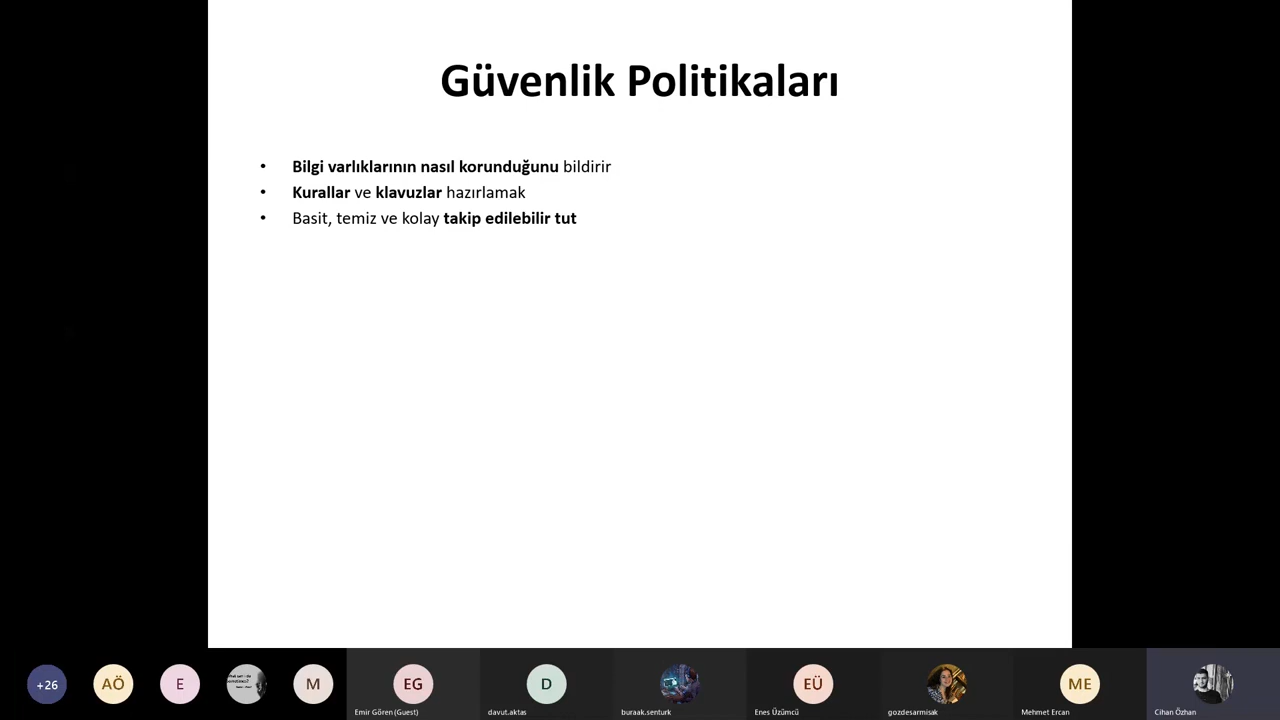 Güvenlik Politikaları
• Bilgi varlıklarının nasıl korunduğunu bildirir
• Kurallar ve klavuzlar hazırlamak
• Basit, temiz ve kolay takip edilebilir tut
+26
AÖ
E
M
EG
D
EÜ
ME
Emir Gören (Guest)
davut.aktas
buraak.senturk
Enes Üzümcü
gozdesarmisak
Mehmet Ercan
Cihan Özhan